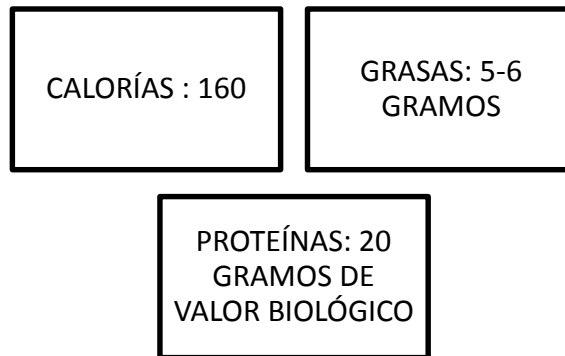 CALORÍAS : 160
GRASAS: 5-6
GRAMOS
PROTEÍNAS: 20
GRAMOS DE
VALOR BIOLÓGICO